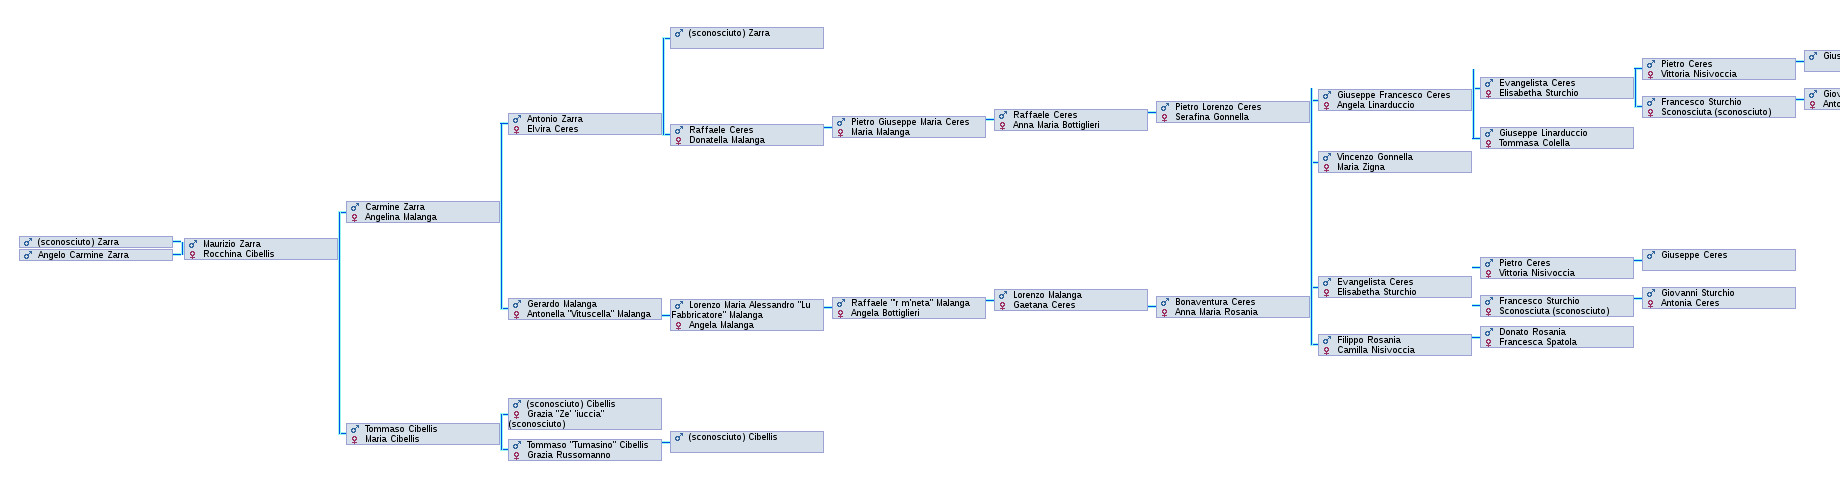 (sconosciuto) Zarra
Angelo Carmine Zarra
Maurizio Zarra
Rocchina Cibellis
Carmine Zarra
Angelina Malanga
Tommaso Cibellis
Maria Cibellis
Antonio Zarra
Elvira Ceres
Gerardo Malanga
Antonella "Vituscella" Malanga
(sconosciuto) Cibellis
Grazia "Ze' 'iuccia"
(sconosciuto)
Tommaso "Tumasino" Cibellis
Grazia Russomanno
(sconosciuto) Zarra
Raffaele Ceres
Donatella Malanga
Lorenzo Maria Alessandro "Lu
Fabbricatore" Malanga
Angela Malanga
(sconosciuto) Cibellis
Pietro Giuseppe Maria Ceres
Maria Malanga
Raffaele "'r m'neta" Malanga
Angela Bottiglieri
Raffaele Ceres
Anna Maria Bottiglieri
Lorenzo Malanga
Gaetana Ceres
Pietro Lorenzo Ceres
Serafina Gonnella
Bonaventura Ceres
Anna Maria Rosania
Giuseppe Francesco Ceres
Angela Linarduccio
Vincenzo Gonnella
Maria Zigna
Evangelista Ceres
Elisabetha Sturchio
Filippo Rosania
Camilla Nisivoccia
Evangelista Ceres
Elisabetha Sturchio
Giuseppe Linarduccio
Tommasa Colella
Pietro Ceres
Vittoria Nisivoccia
Francesco Sturchio
Sconosciuta (sconosciuto)
Donato Rosania
Francesca Spatola
Pietro Ceres
Vittoria Nisivoccia
Francesco Sturchio
Sconosciuta (sconosciuto)
Giuseppe Ceres
Giovanni Sturchio
Antonia Ceres
Gius
Giov
Anto